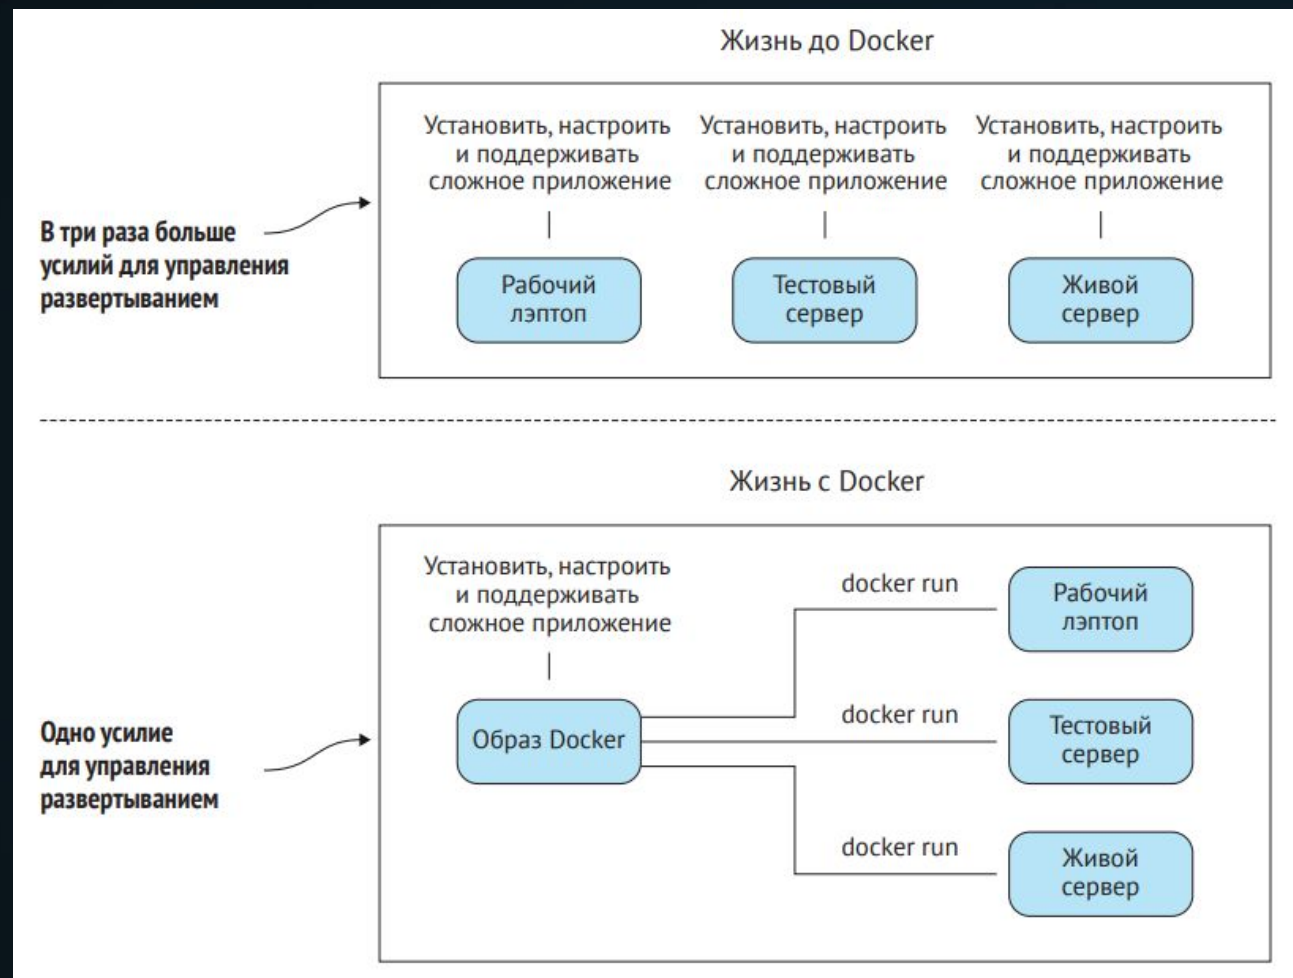 Жизнь до Docker
Установить, настроить
и поддерживать
сложное приложение
Установить, настроить
и поддерживать
сложное приложение
Установить, настроить
и поддерживать
сложное приложение
В три раза больше
усилий для управления
развертыванием
Рабочий
лэптоп
Тестовый
сервер
Живой
сервер
Жизнь с Docker
Установить, настроить
и поддерживать
сложное приложение
Одно усилие
для управления
развертыванием
Образ Docker
docker run
Рабочий
лэптоп
docker run
Тестовый
сервер
docker run
Живой
сервер